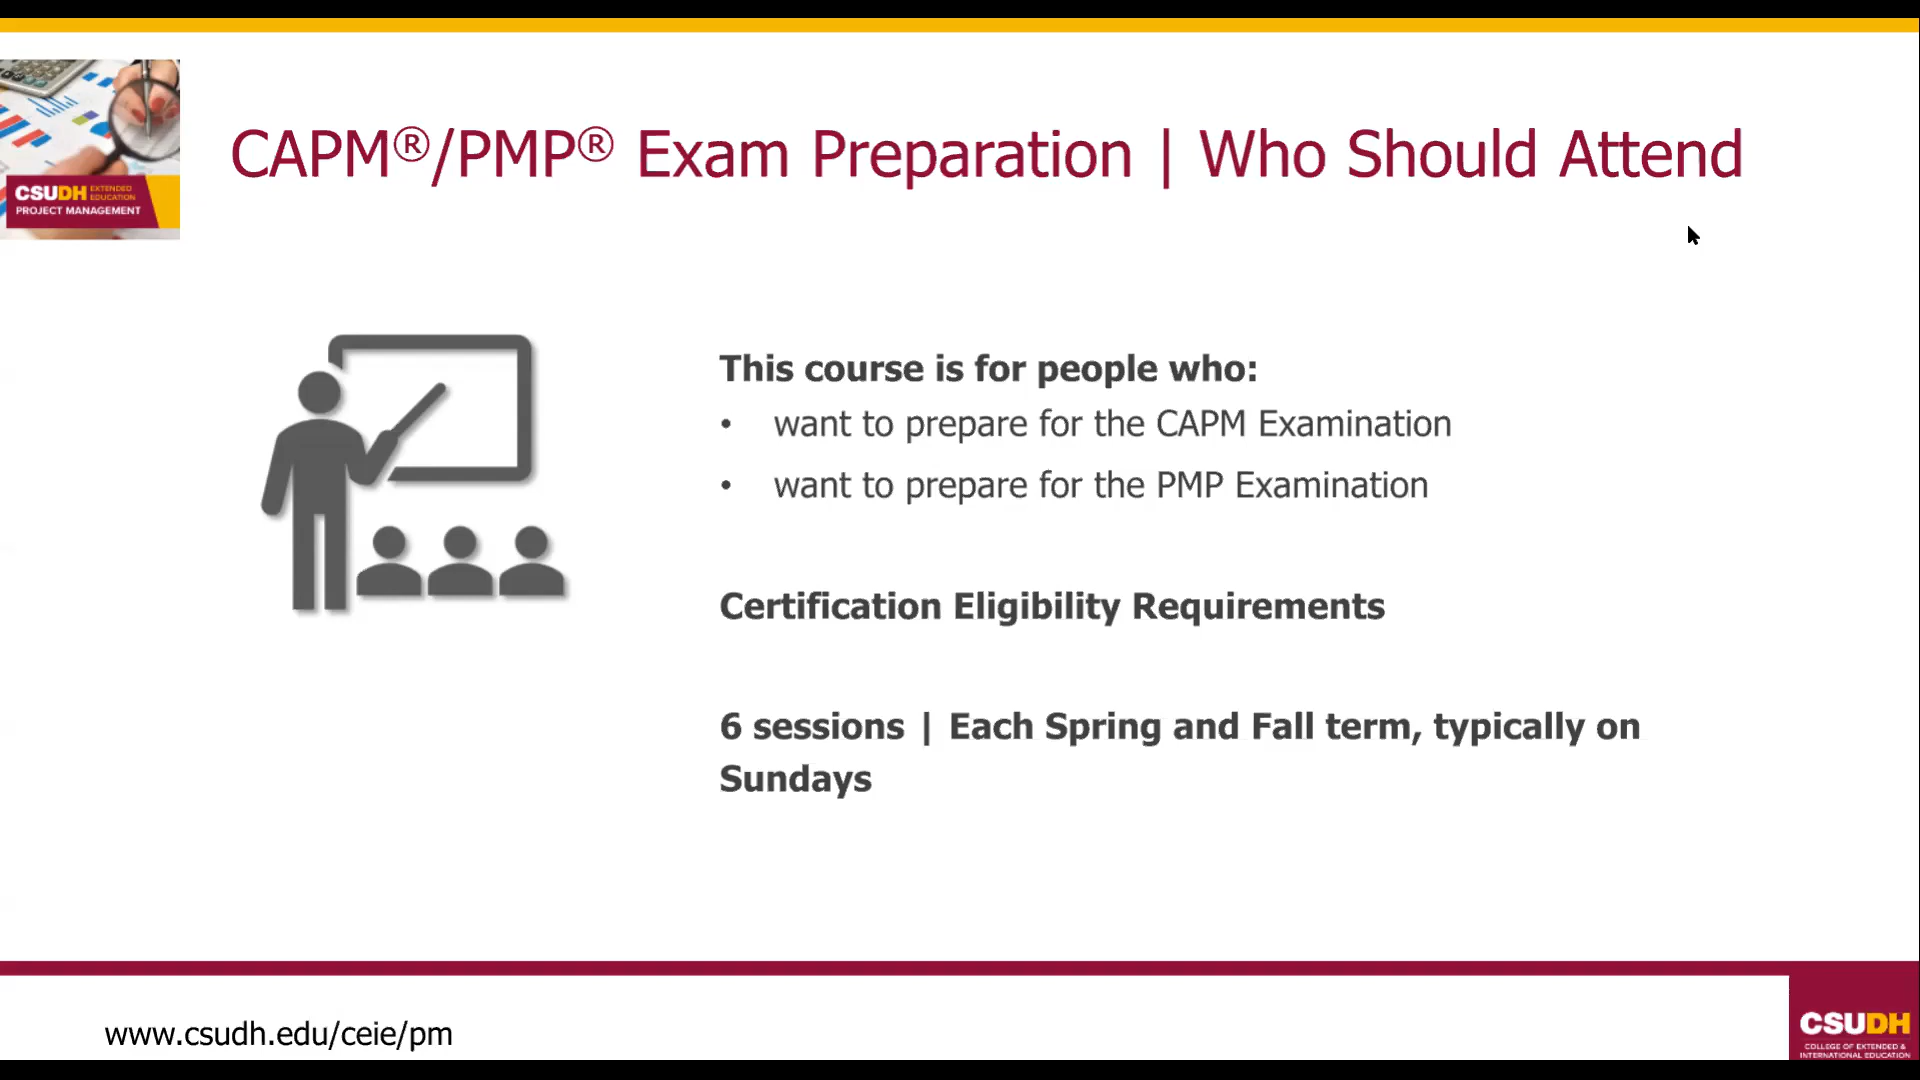 CSUDH EXTENDED EDUCATION
PROJECT MANAGEMENT
CAPM®/PMP® Exam Preparation | Who Should Attend
This course is for people who:
• want to prepare for the CAPM Examination
• want to prepare for the PMP Examination
Certification Eligibility Requirements
6 sessions | Each Spring and Fall term, typically on
Sundays
www.csudh.edu/ceie/pm
CSUDH
COLLEGE OF EXTENDED &
INTERNATIONAL EDUCATION